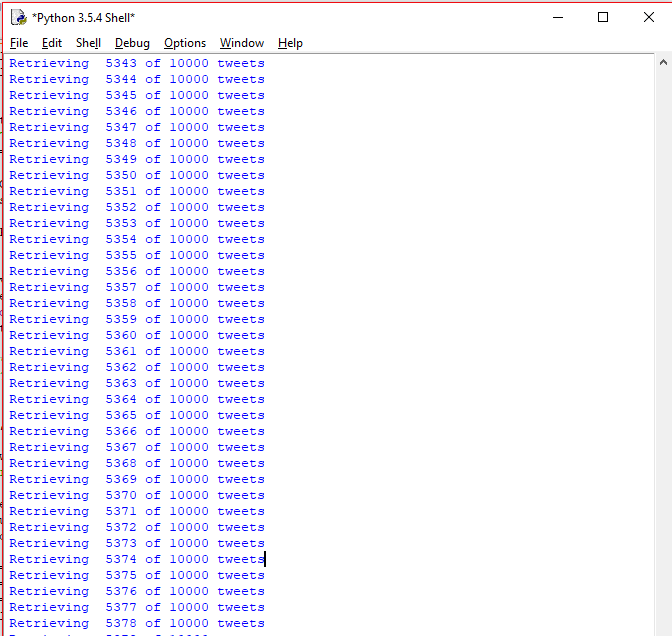 *Python 3.5.4 Shell*
File Edit Shell Debug Options Window Help
Retrieving  5343 of 10000 tweets
Retrieving  5344 of 10000 tweets
Retrieving  5345 of 10000 tweets
Retrieving  5346 of 10000 tweets
Retrieving  5347 of 10000 tweets
Retrieving  5348 of 10000 tweets
Retrieving  5349 of 10000 tweets
Retrieving  5350 of 10000 tweets
Retrieving  5351 of 10000 tweets
Retrieving  5352 of 10000 tweets
Retrieving  5353 of 10000 tweets
Retrieving  5354 of 10000 tweets
Retrieving  5355 of 10000 tweets
Retrieving  5356 of 10000 tweets
Retrieving  5357 of 10000 tweets
Retrieving  5358 of 10000 tweets
Retrieving  5359 of 10000 tweets
Retrieving  5360 of 10000 tweets
Retrieving  5361 of 10000 tweets
Retrieving  5362 of 10000 tweets
Retrieving  5363 of 10000 tweets
Retrieving  5364 of 10000 tweets
Retrieving  5365 of 10000 tweets
Retrieving  5366 of 10000 tweets
Retrieving  5367 of 10000 tweets
Retrieving  5368 of 10000 tweets
Retrieving  5369 of 10000 tweets
Retrieving  5370 of 10000 tweets
Retrieving  5371 of 10000 tweets
Retrieving  5372 of 10000 tweets
Retrieving  5373 of 10000 tweets
Retrieving  5374 of 10000 tweets
Retrieving  5375 of 10000 tweets
Retrieving  5376 of 10000 tweets
Retrieving  5377 of 10000 tweets
Retrieving  5378 of 10000 tweets